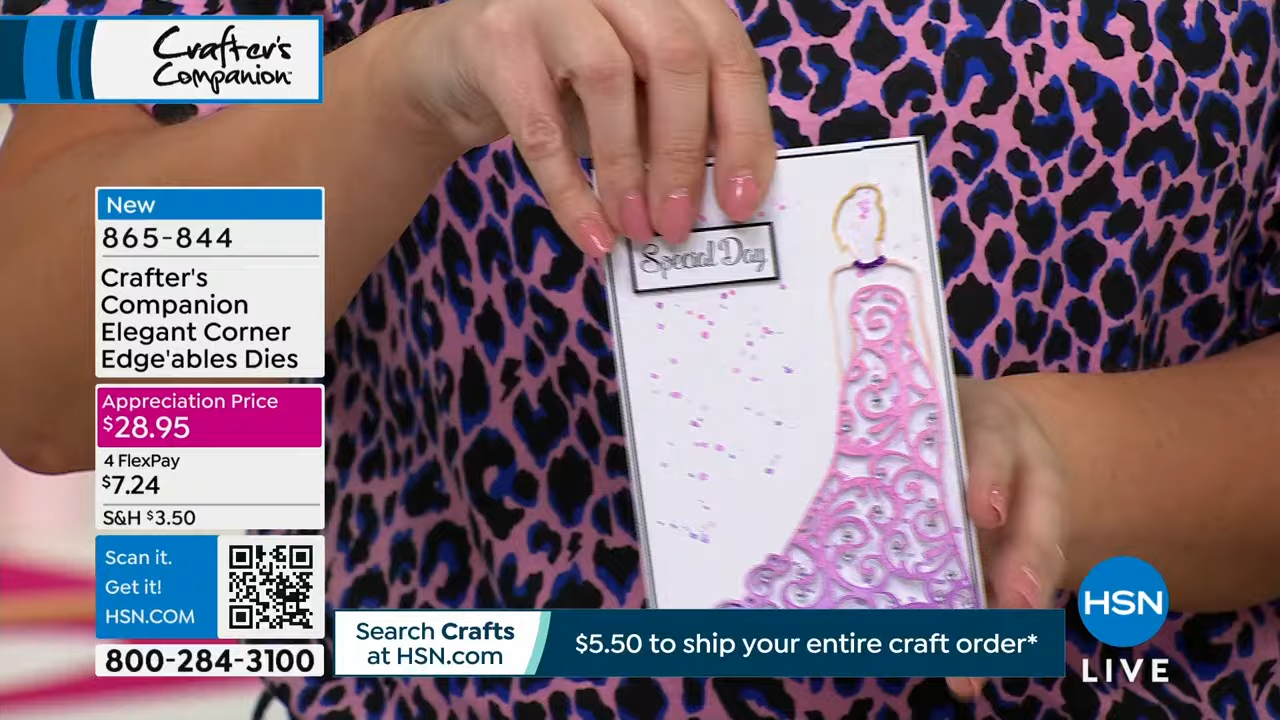 Crafter's
Companion
New
865-844
Crafter's
Companion
Elegant Corner
Edge'ables Dies
Appreciation Price
$28.95
4 FlexPay
$7.24
S&H $3.50
Scan it.
Get it!
HSN.COM
800-284-3100
Special Day
Search Crafts
at HSN.com
$5.50 to ship your entire craft order*
HSN
LIVE